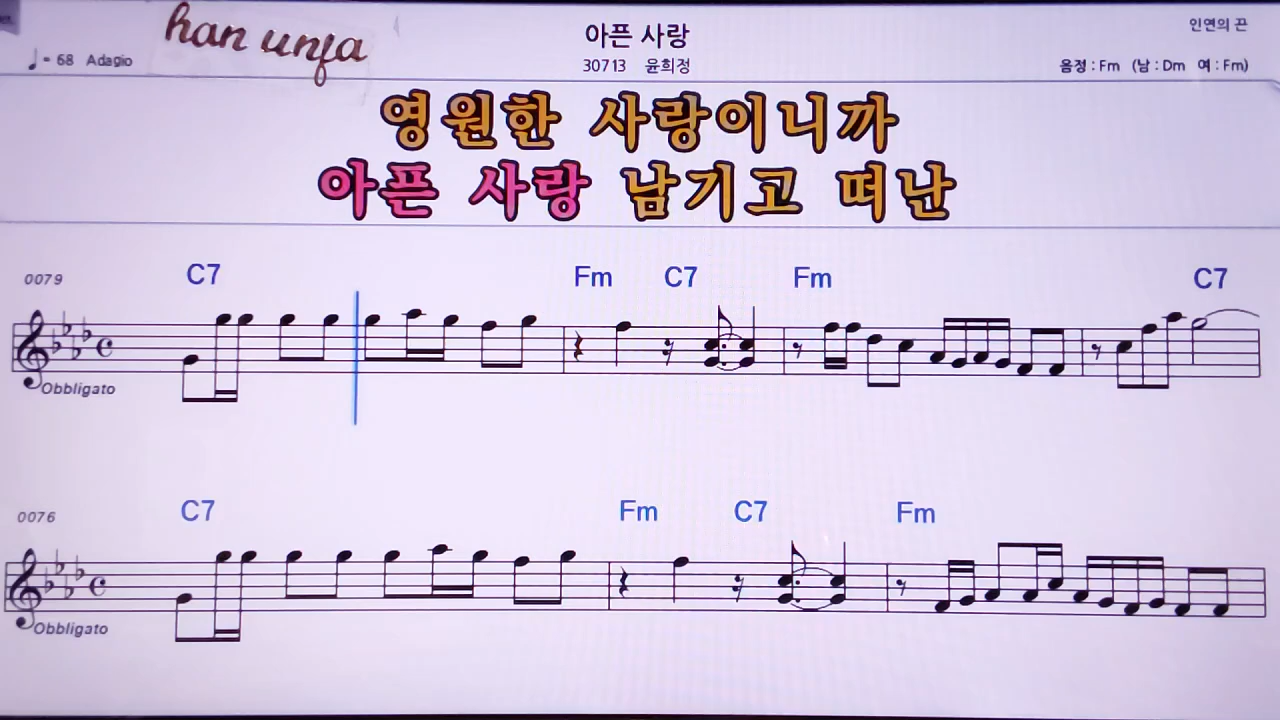 han unja
아픈 사랑
인연의 끈
♩= 68 Adagio
30713 윤희정
음정 : Fm (남 : Dm 여 : Fm)
영원한 사랑이니까
아픈 사랑 남기고 떠난
0079 C7 Fm C7 Fm C7
Obbligato
0076 C7 Fm C7 Fm
Obbligato